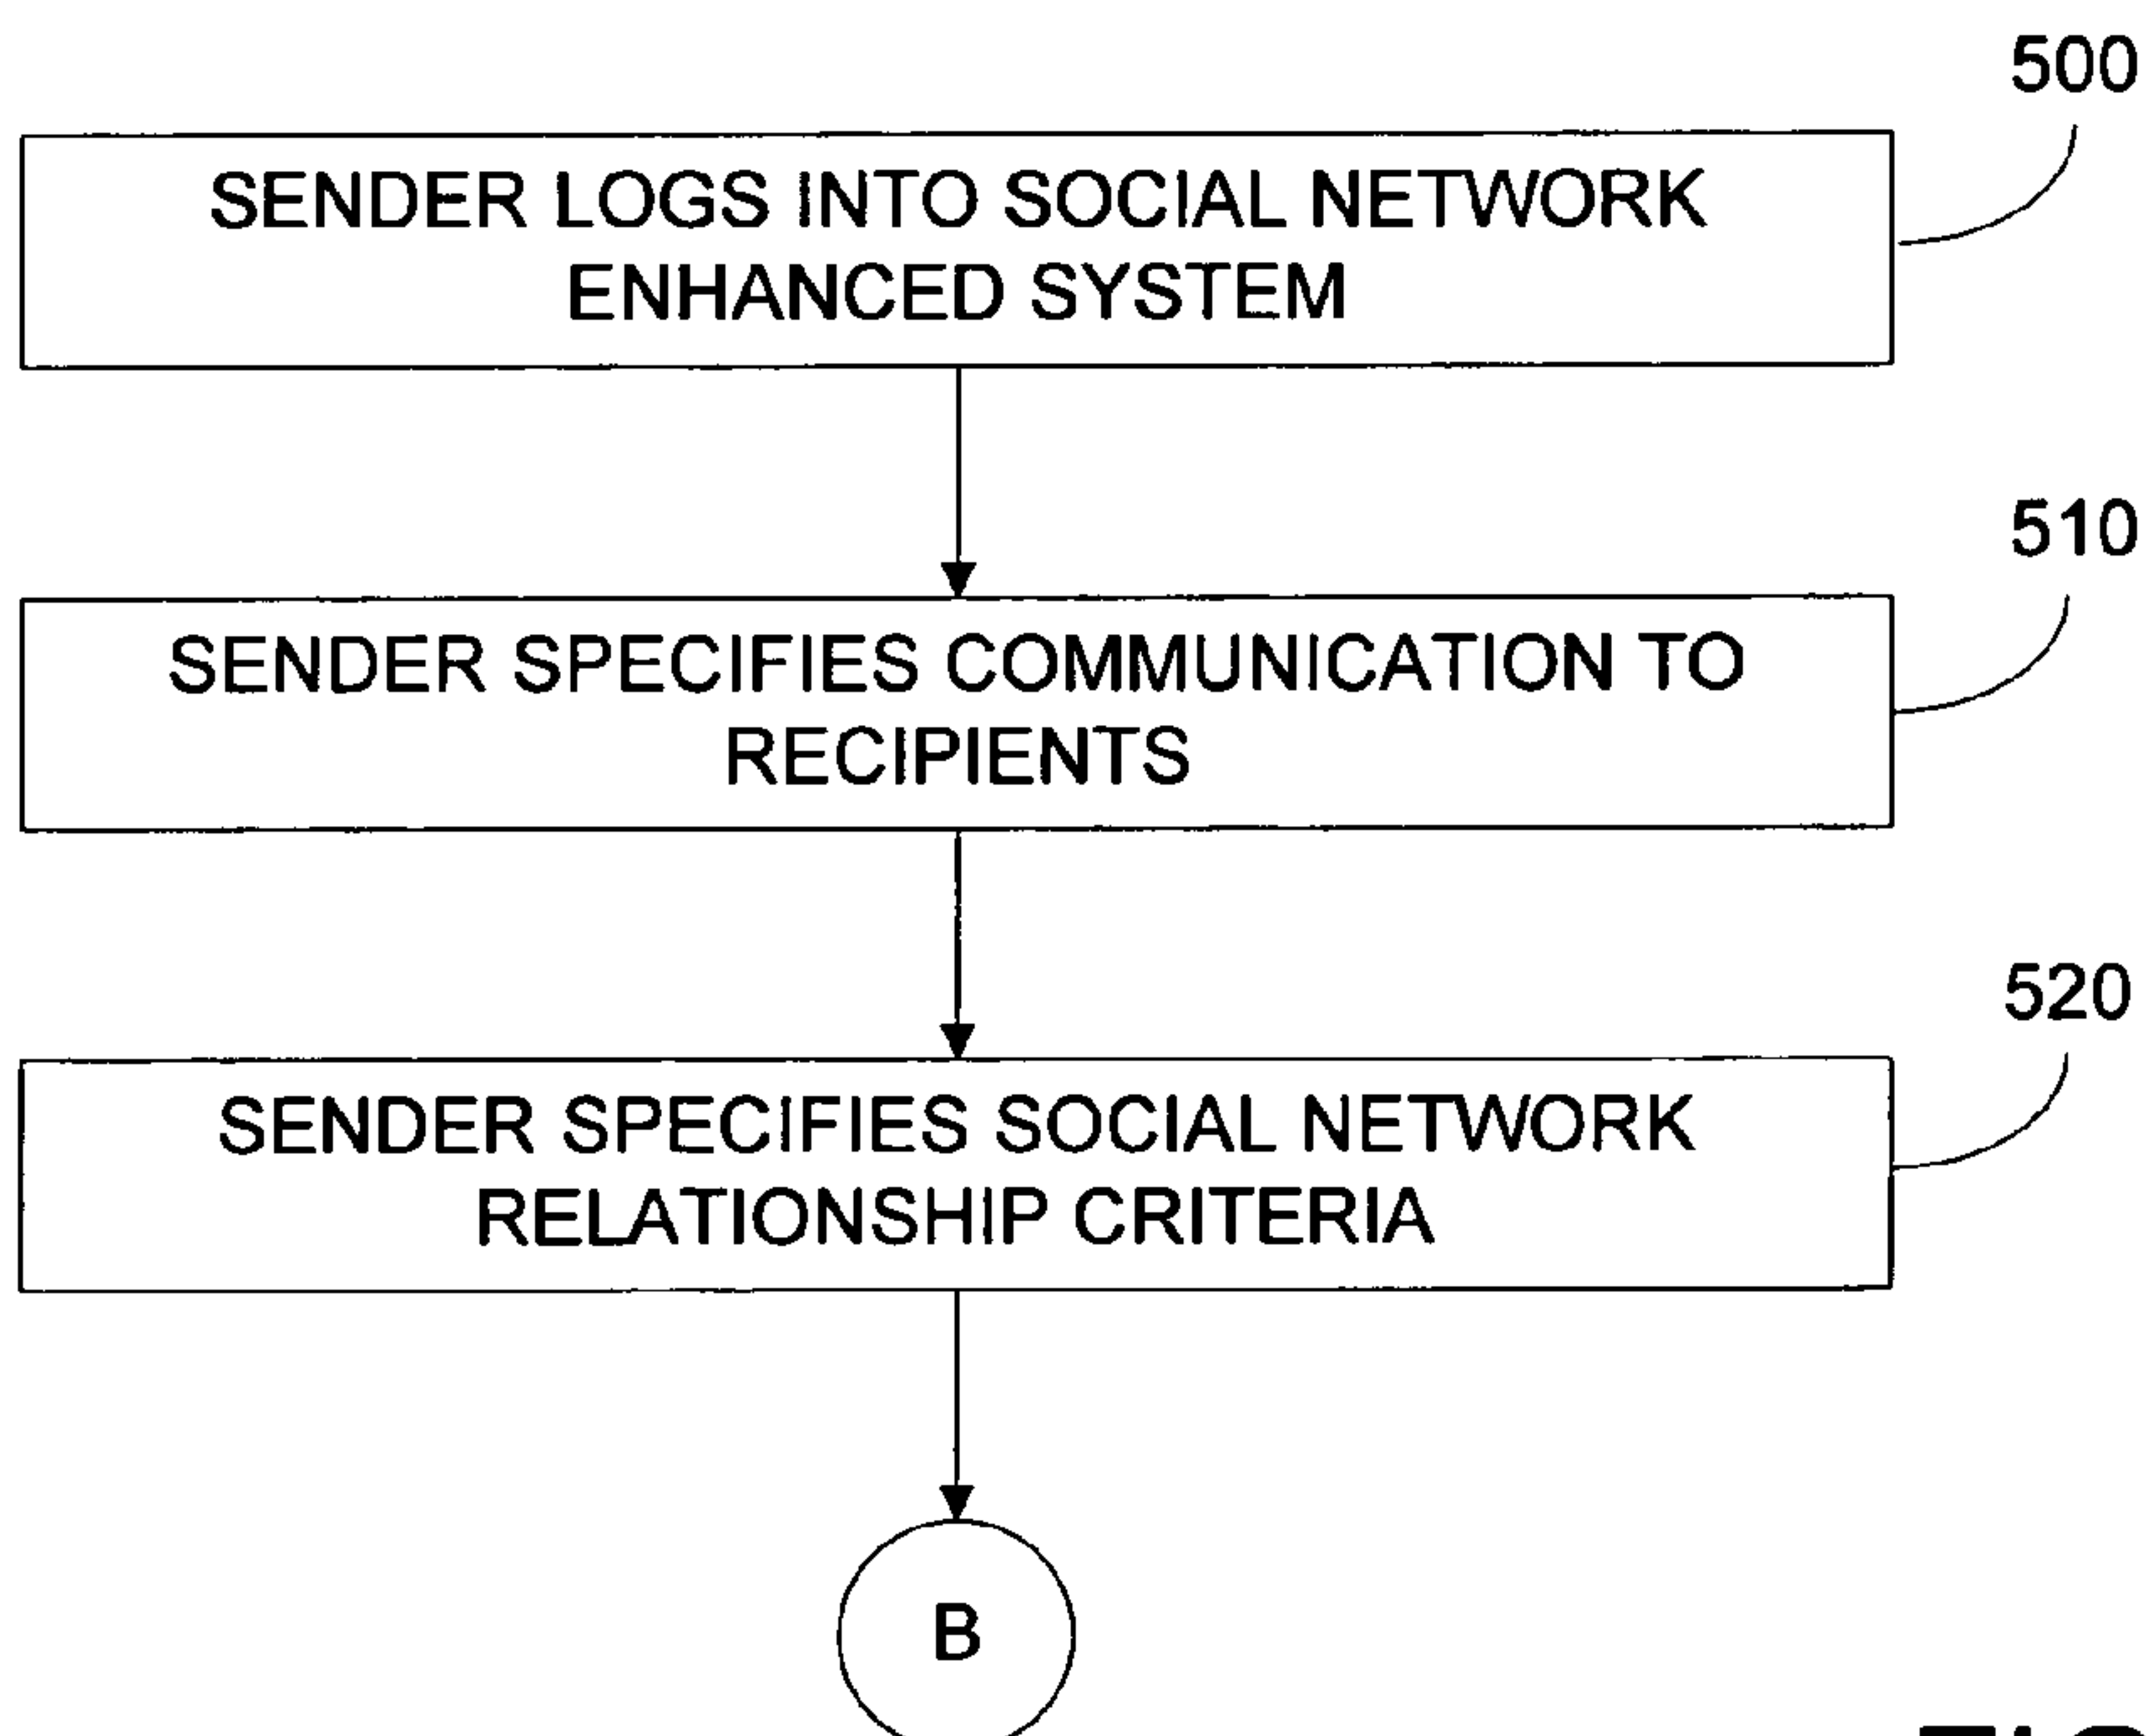 500
SENDER LOGS INTO SOCIAL NETWORK
ENHANCED SYSTEM
510
SENDER SPECIFIES COMMUNICATION TO
RECIPIENTS
520
SENDER SPECIFIES SOCIAL NETWORK
RELATIONSHIP CRITERIA
B